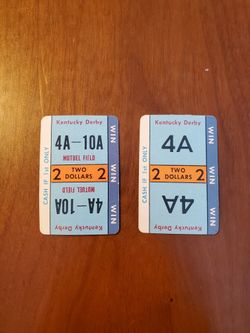 Kentucky Derby
4A-10A
MUTUEL FIELD
2 TWO DOLLARS 2
MUTUEL FIELD
4A-10A
Kentucky Derby
CASH IF 1st ONLY
WIN WIN WIN
Kentucky Derby
4A
2 TWO DOLLARS 2
4A
Kentucky Derby
CASH IF 1st ONLY
WIN WIN WIN